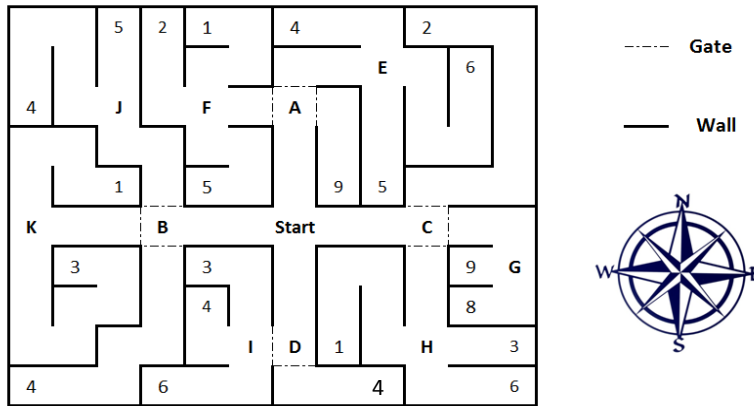 5 2 1 4 2
E 6
4 J F A
1 5 9 5
K B Start C
3 3 9 G
4 8
I D 1 H 3
4 6 4 6
Gate
Wall
N
W E
S